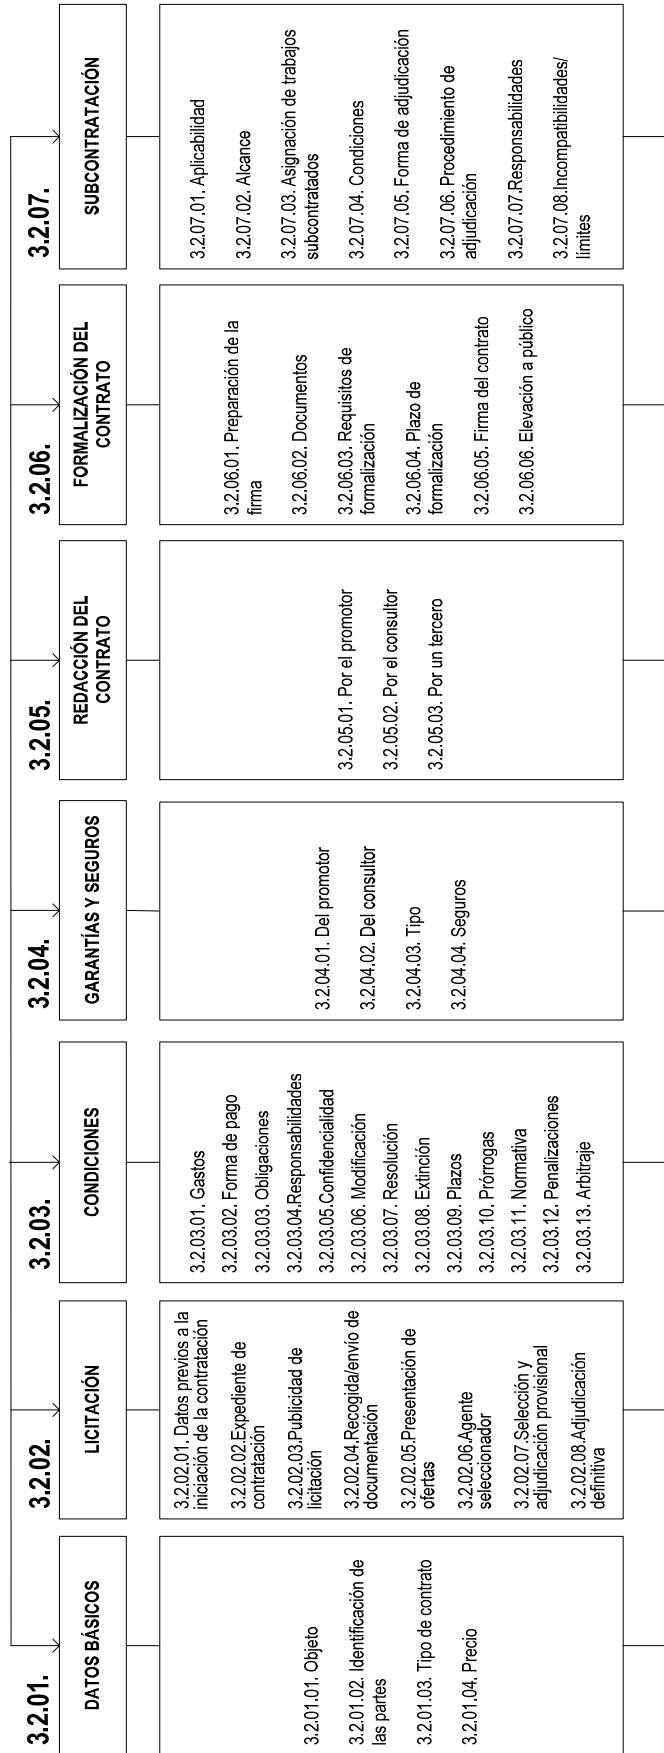 3.2.01.
DATOS BÁSICOS
3.2.01.01. Objeto
3.2.01.02. Identificación de
las partes
3.2.01.03. Tipo de contrato
3.2.01.04. Precio
3.2.02.
LICITACIÓN
3.2.02.01. Datos previos a la
iniciación de la contratación
3.2.02.02.Expediente de
contratación
3.2.02.03.Publicidad de
licitación
3.2.02.04.Recogida/envío de
documentación
3.2.02.05.Presentación de
ofertas
3.2.02.06.Agente
seleccionador
3.2.02.07.Selección y
adjudicación provisional
3.2.02.08.Adjudicación
definitiva
3.2.03.
CONDICIONES
3.2.03.01. Gastos
3.2.03.02. Forma de pago
3.2.03.03. Obligaciones
3.2.03.04.Responsabilidades
3.2.03.05.Confidencialidad
3.2.03.06. Modificación
3.2.03.07. Resolución
3.2.03.08. Extinción
3.2.03.09. Plazos
3.2.03.10. Prórrogas
3.2.03.11. Normativa
3.2.03.12. Penalizaciones
3.2.03.13. Arbitraje
3.2.04.
GARANTÍAS Y SEGUROS
3.2.04.01. Del promotor
3.2.04.02. Del consultor
3.2.04.03. Tipo
3.2.04.04. Seguros
3.2.05.
REDACCIÓN DEL
CONTRATO
3.2.05.01. Por el promotor
3.2.05.02. Por el consultor
3.2.05.03. Por un tercero
3.2.06.
FORMALIZACIÓN DEL
CONTRATO
3.2.06.01. Preparación de la
firma
3.2.06.02. Documentos
3.2.06.03. Requisitos de
formalización
3.2.06.04. Plazo de
formalización
3.2.06.05. Firma del contrato
3.2.06.06. Elevación a público
3.2.07.
SUBCONTRATACIÓN
3.2.07.01. Aplicabilidad
3.2.07.02. Alcance
3.2.07.03. Asignación de trabajos
subcontratados
3.2.07.04. Condiciones
3.2.07.05. Forma de adjudicación
3.2.07.06. Procedimiento de
adjudicación
3.2.07.07.Responsabilidades
3.2.07.08.Incompatibilidades/
limites